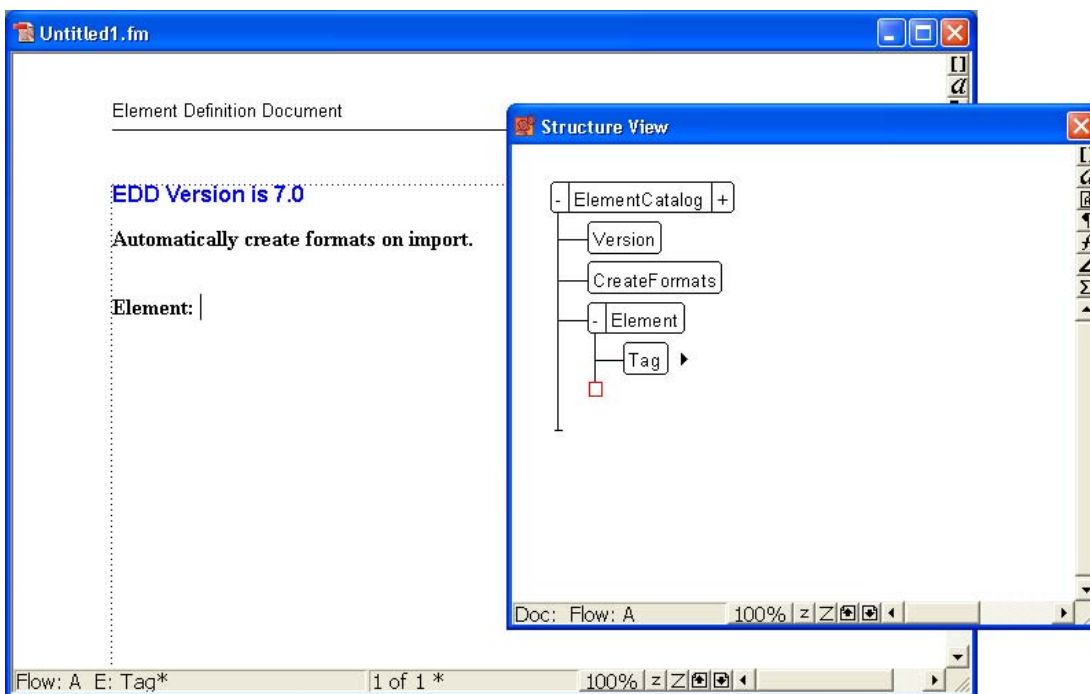 Untitled1.fm
Element Definition Document
EDD Version is 7.0
Automatically create formats on import.
Element:
Flow: A E: Tag*
1 of 1 *
100%
z Z
Structure View
- ElementCatalog +
Version
CreateFormats
- Element
Tag
Doc: Flow: A
100%
z Z